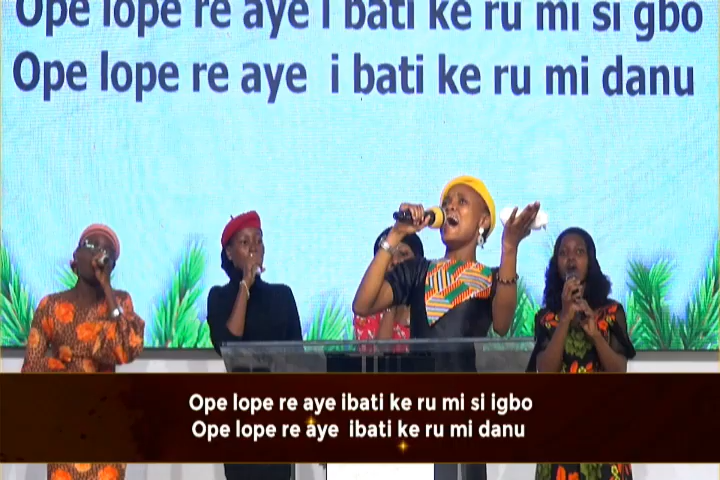 Ope lope re aye i bati ke ru mi si gbo
Ope lope re aye i bati ke ru mi danu
Ope lope re aye ibati ke ru mi si igbo
Ope lope re aye ibati ke ru mi danu